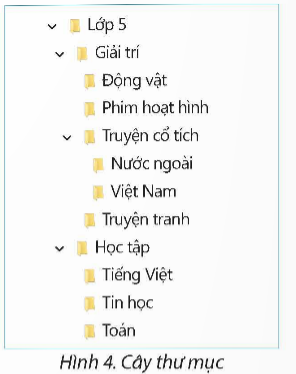 Lớp 5
Giải trí
Động vật
Phim hoạt hình
Truyện cổ tích
Nước ngoài
Việt Nam
Truyện tranh
Học tập
Tiếng Việt
Tin học
Toán
Hình 4. Cây thư mục